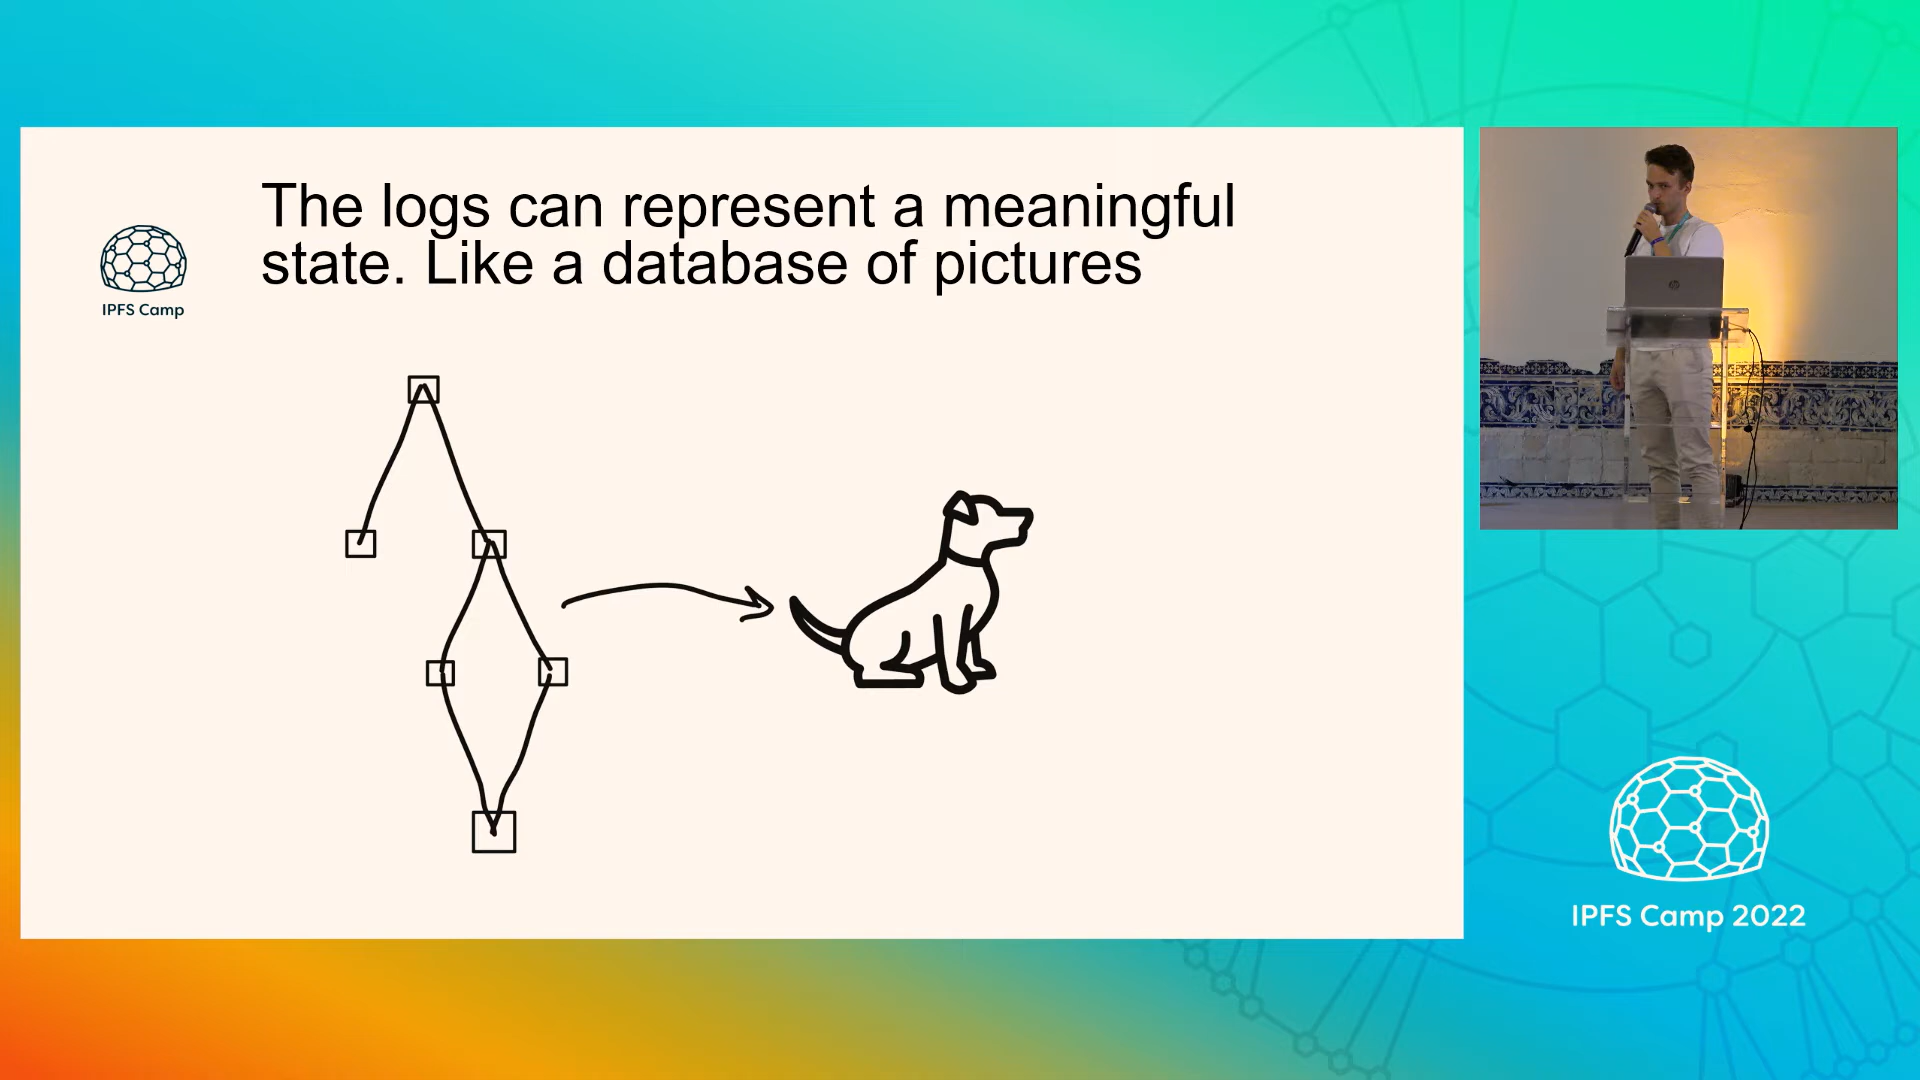 The logs can represent a meaningful
state. Like a database of pictures
IPFS Camp
IPFS Camp 2022